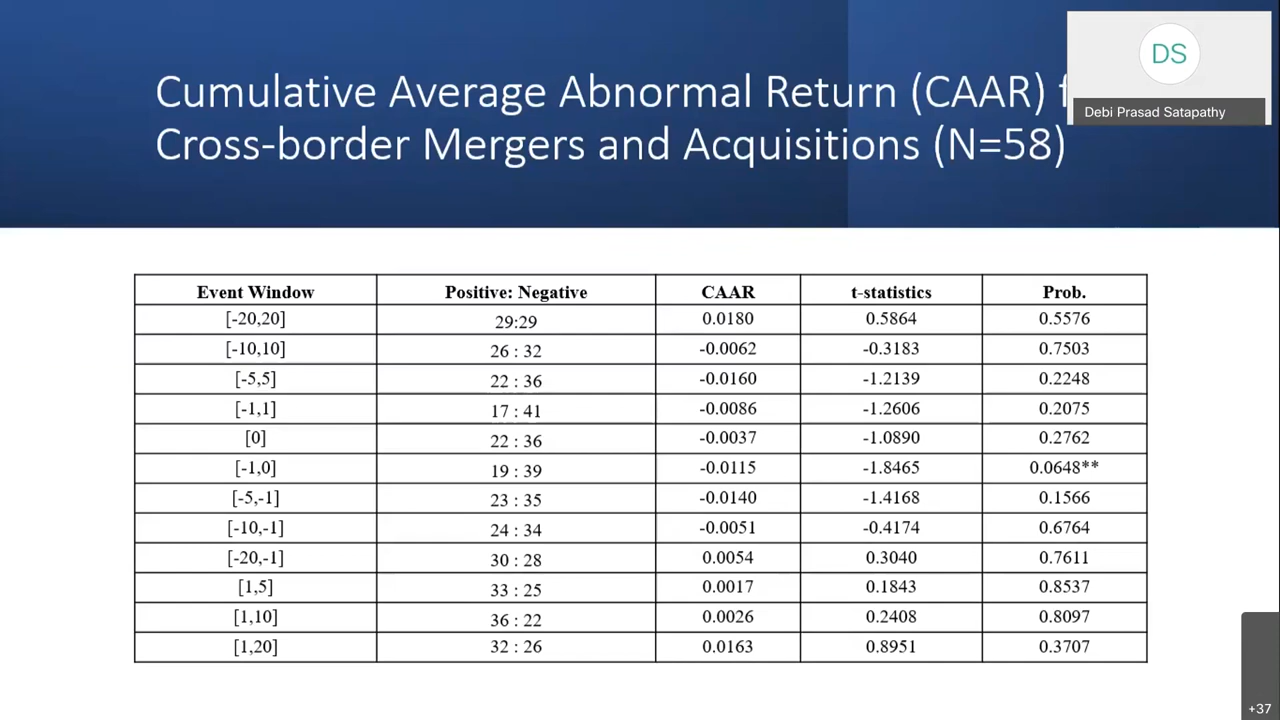 DS
Debi Prasad Satapathy
Cumulative Average Abnormal Return (CAAR)
Cross-border Mergers and Acquisitions (N=58)
Event Window Positive: Negative CAAR t-statistics Prob.
[-20,20] 29:29 0.0180 0.5864 0.5576
[-10,10] 26 : 32 -0.0062 -0.3183 0.7503
[-5,5] 22 : 36 -0.0160 -1.2139 0.2248
[-1,1] 17 : 41 -0.0086 -1.2606 0.2075
[0] 22 : 36 -0.0037 -1.0890 0.2762
[-1,0] 19 : 39 -0.0115 -1.8465 0.0648**
[-5,-1] 23 : 35 -0.0140 -1.4168 0.1566
[-10,-1] 24 : 34 -0.0051 -0.4174 0.6764
[-20,-1] 30 : 28 0.0054 0.3040 0.7611
[1,5] 33 : 25 0.0017 0.1843 0.8537
[1,10] 36 : 22 0.0026 0.2408 0.8097
[1,20] 32 : 26 0.0163 0.8951 0.3707
+37